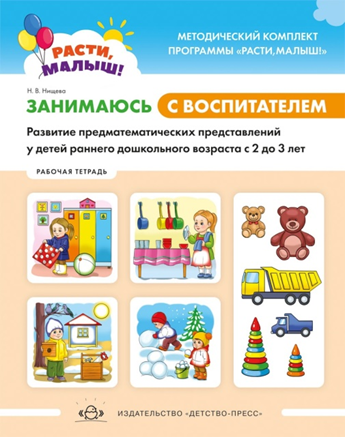 РАСТИ,
МАЛЫШ!
МЕТОДИЧЕСКИЙ КОМПЛЕКТ
ПРОГРАММЫ «РАСТИ, МАЛЫШ!»
Н. В. Нищева
ЗАНИМАЮСЬ С ВОСПИТАТЕЛЕМ
Развитие предматематических представлений
у детей раннего дошкольного возраста с 2 до 3 лет
РАБОЧАЯ ТЕТРАДЬ
ИЗДАТЕЛЬСТВО «ДЕТСТВО-ПРЕСС»